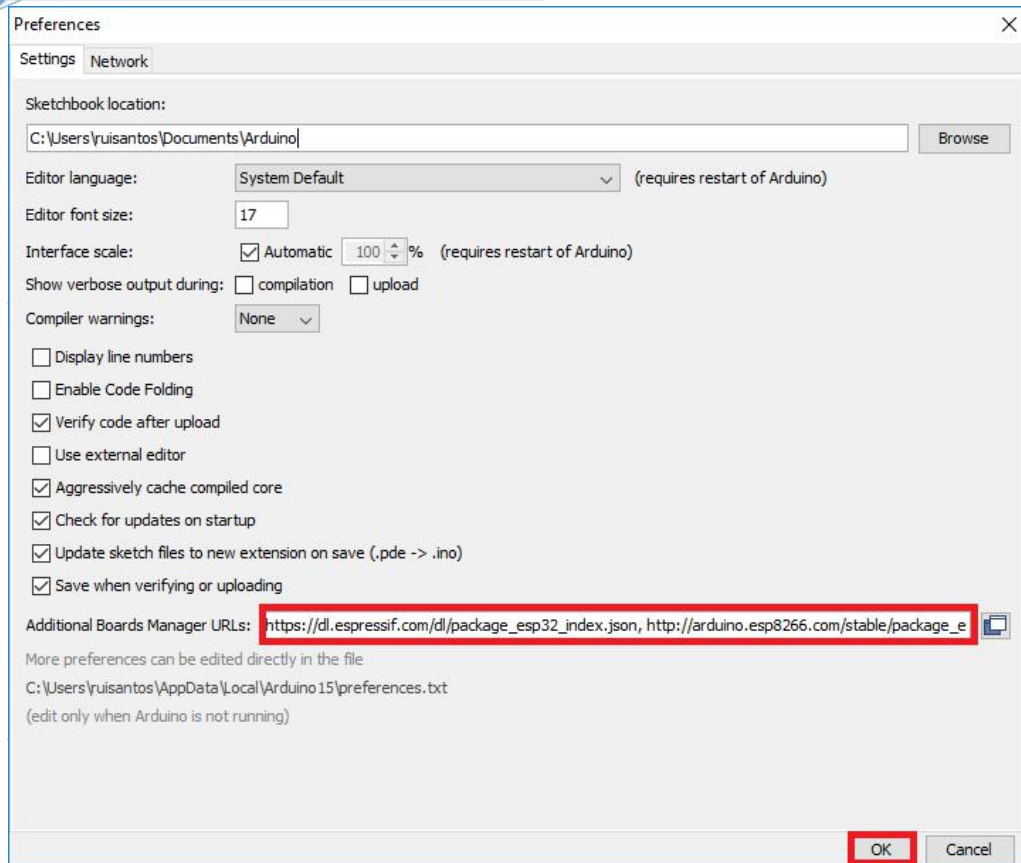 Preferences
Settings Network
Sketchbook location:
C:\Users\ruisantos\Documents\Arduino Browse
Editor language: System Default (requires restart of Arduino)
Editor font size: 17
Interface scale: Automatic 100 % (requires restart of Arduino)
Show verbose output during: compilation upload
Compiler warnings: None
Display line numbers
Enable Code Folding
Verify code after upload
Use external editor
Aggressively cache compiled core
Check for updates on startup
Update sketch files to new extension on save (.pde -> .ino)
Save when verifying or uploading
Additional Boards Manager URLs: https://dl.espressif.com/dl/package_esp32_index.json, http://arduino.esp8266.com/stable/package_e
More preferences can be edited directly in the file
C:\Users\ruisantos\AppData\Local\Arduino15\preferences.txt
(edit only when Arduino is not running)
OK Cancel